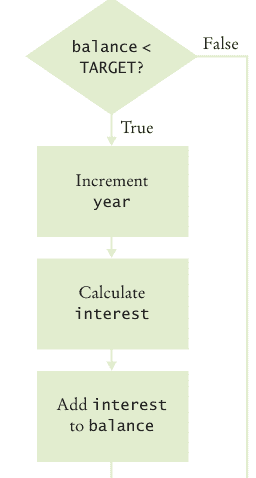 balance <
TARGET?
False
True
Increment
year
Calculate
interest
Add interest
to balance